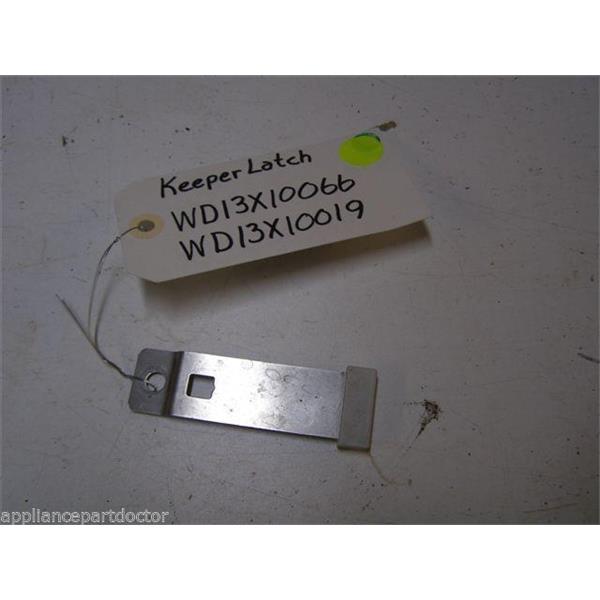 Keeper Latch
WD13X10066
WD13X10019
appliancepartdoctor